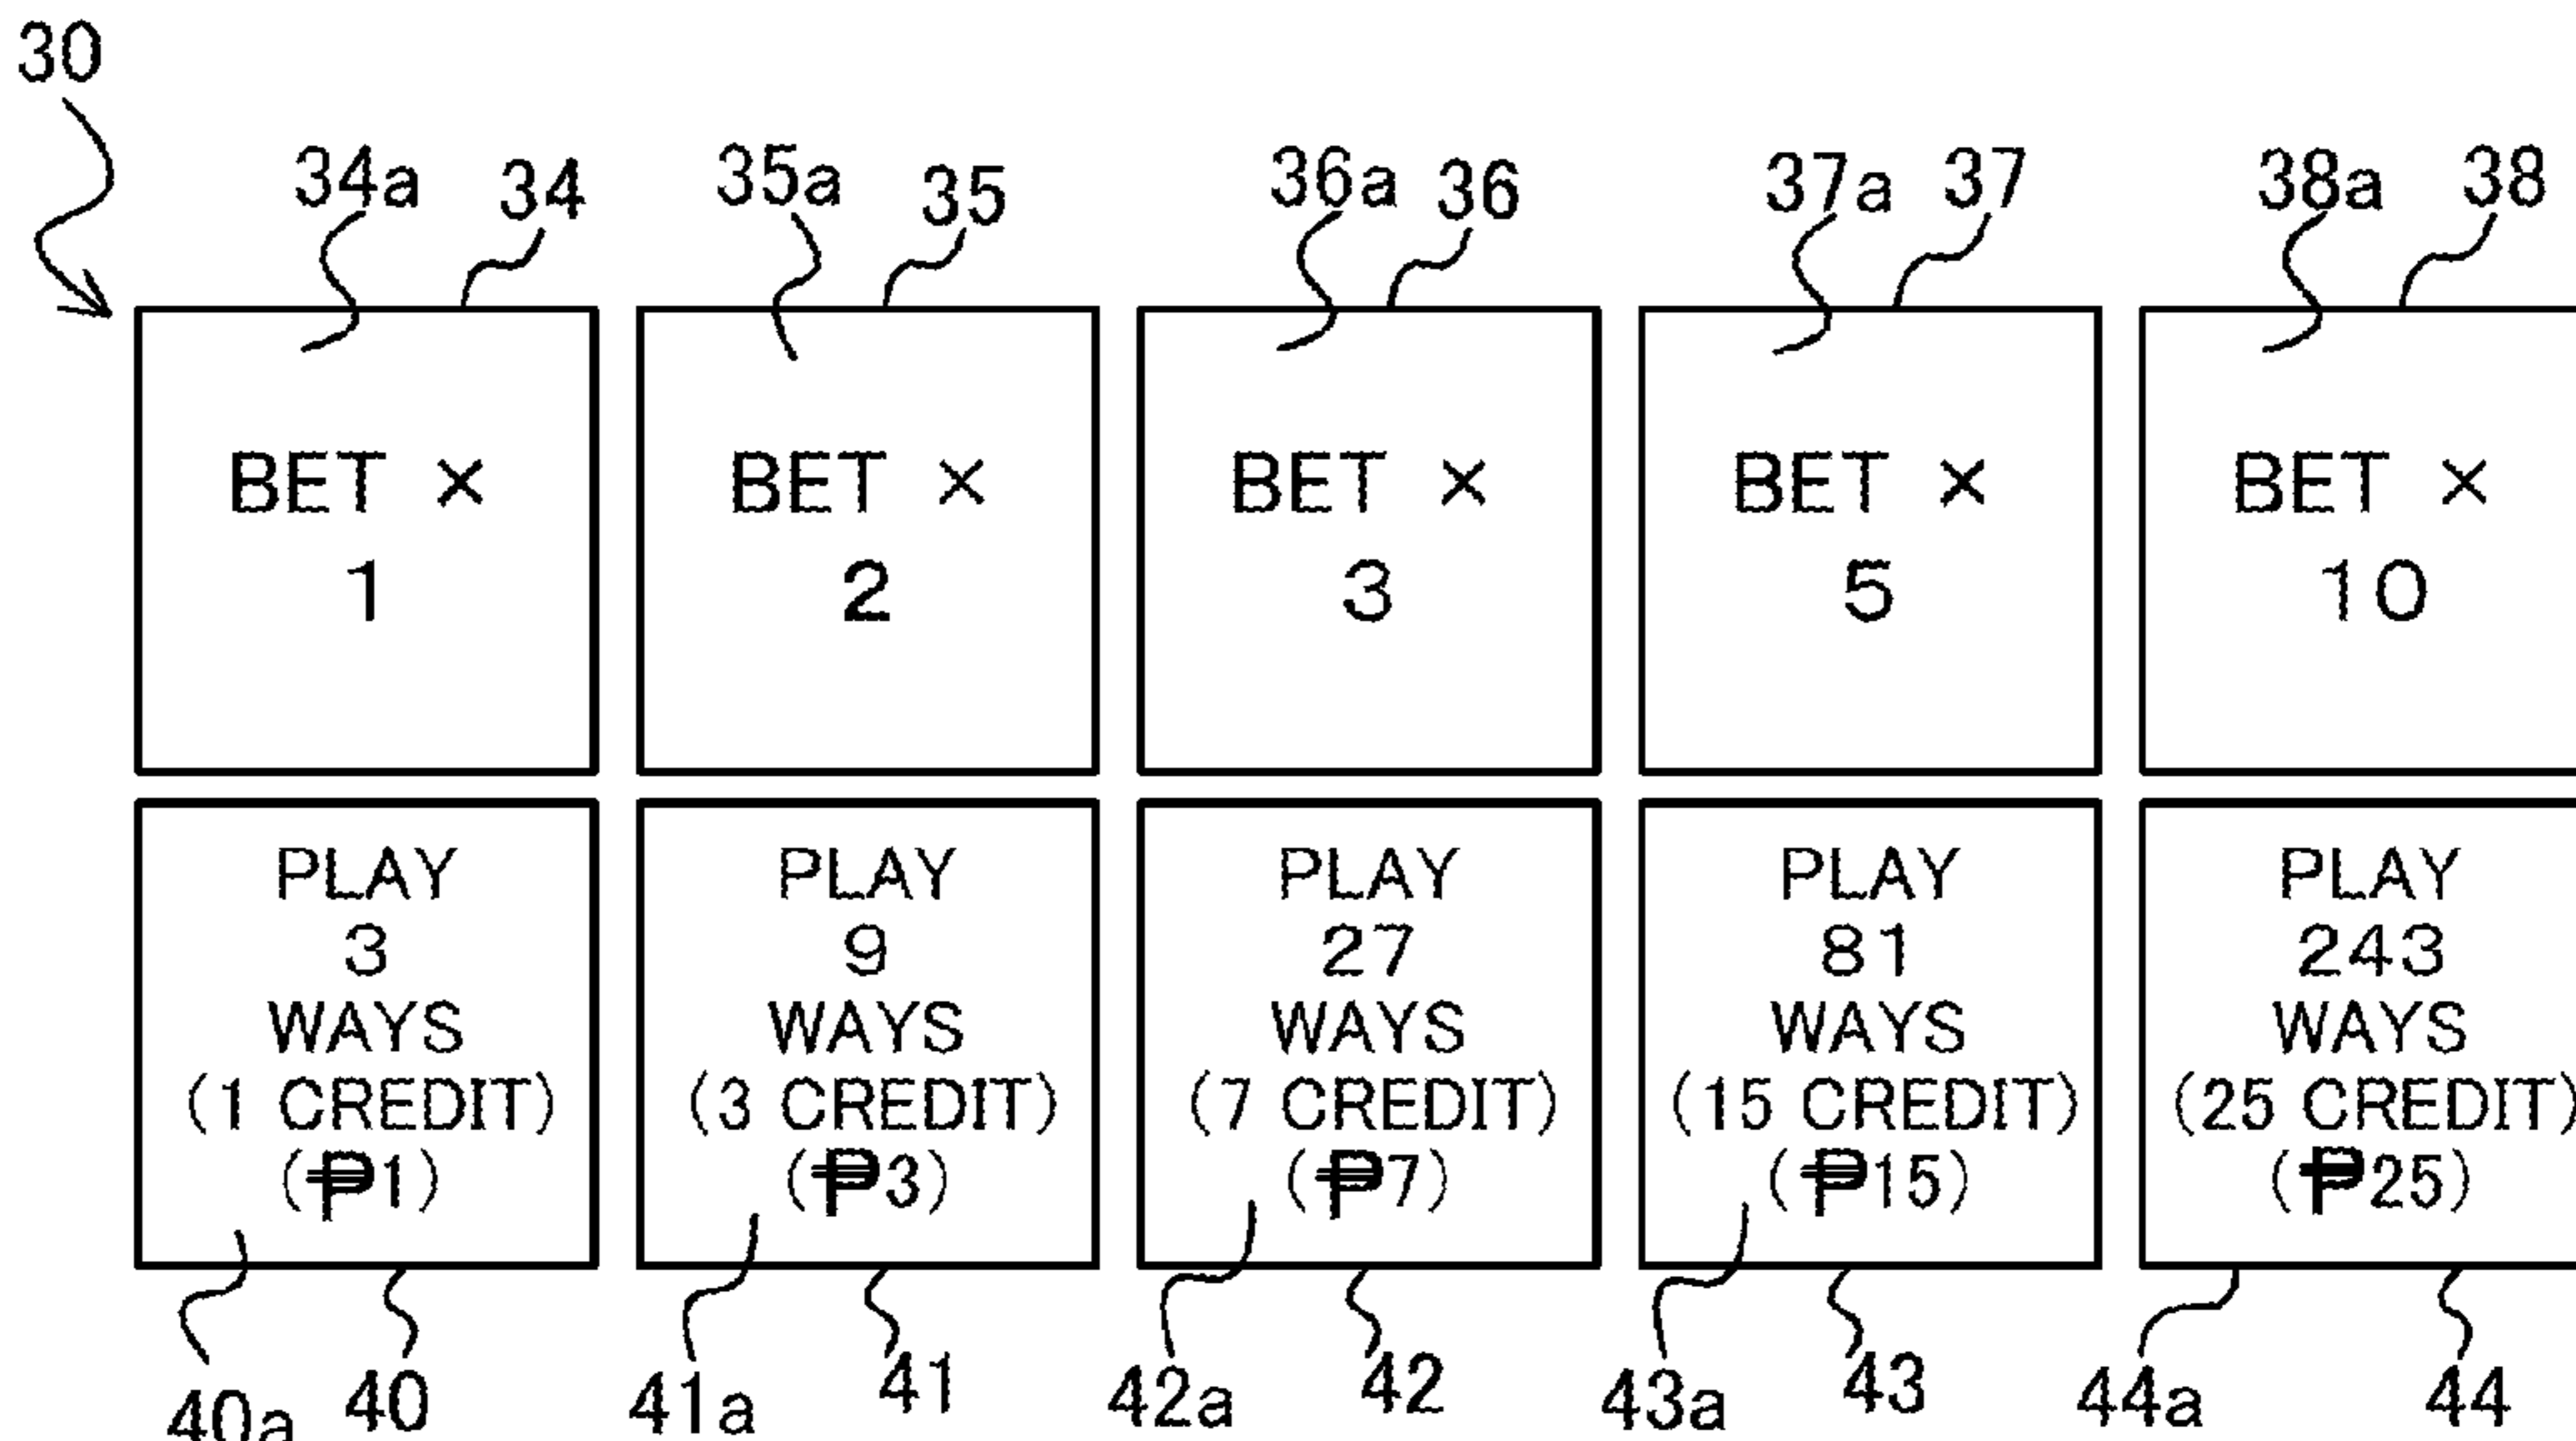 30
34a 34 35a 35 36a 36 37a 37 38a 38
BET ×
1
BET ×
2
BET ×
3
BET ×
5
BET ×
10
PLAY
3
WAYS
(1 CREDIT)
(₱1)
PLAY
9
WAYS
(3 CREDIT)
(₱3)
PLAY
27
WAYS
(7 CREDIT)
(₱7)
PLAY
81
WAYS
(15 CREDIT)
(₱15)
PLAY
243
WAYS
(25 CREDIT)
(₱25)
40a 40 41a 41 42a 42 43a 43 44a 44